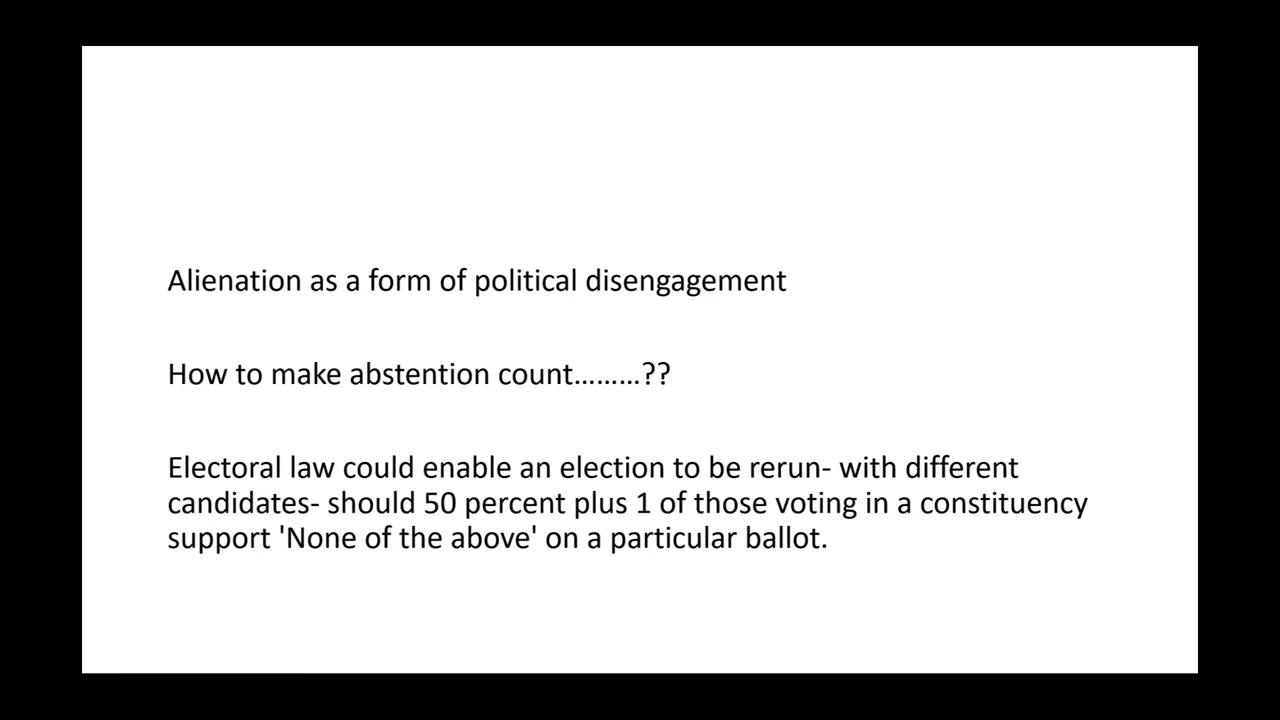 Alienation as a form of political disengagement
How to make abstention count………??
Electoral law could enable an election to be rerun- with different
candidates- should 50 percent plus 1 of those voting in a constituency
support 'None of the above' on a particular ballot.